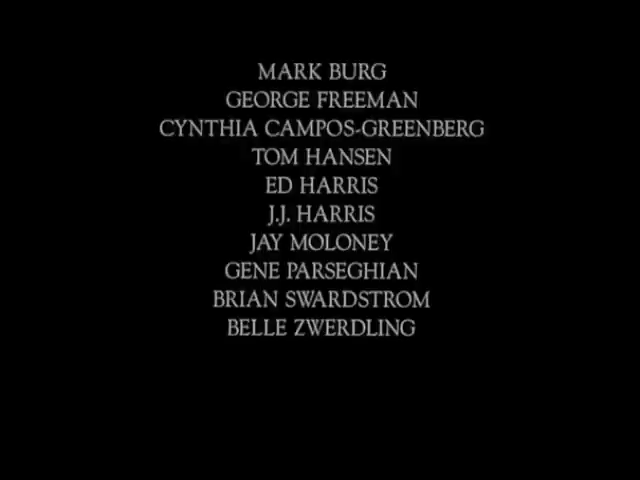 MARK BURG
GEORGE FREEMAN
CYNTHIA CAMPOS-GREENBERG
TOM HANSEN
ED HARRIS
J.J. HARRIS
JAY MOLONEY
GENE PARSEGHIAN
BRIAN SWARDSTROM
BELLE ZWERDLING